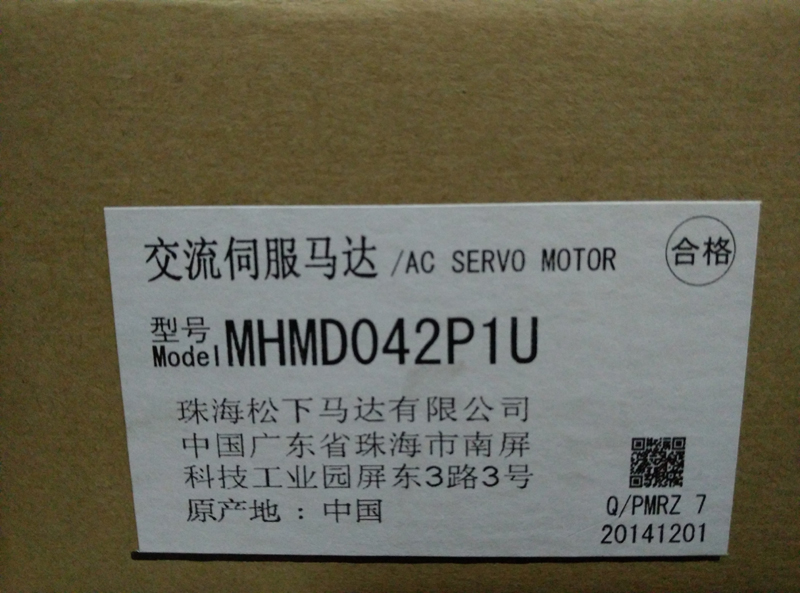 交流伺服马达 /AC SERVO MOTOR
合格
型号
Model MHMD042P1U
珠海松下马达有限公司
中国广东省珠海市南屏
科技工业园屏东3路3号
原产地：中国
Q/PMRZ 7
20141201